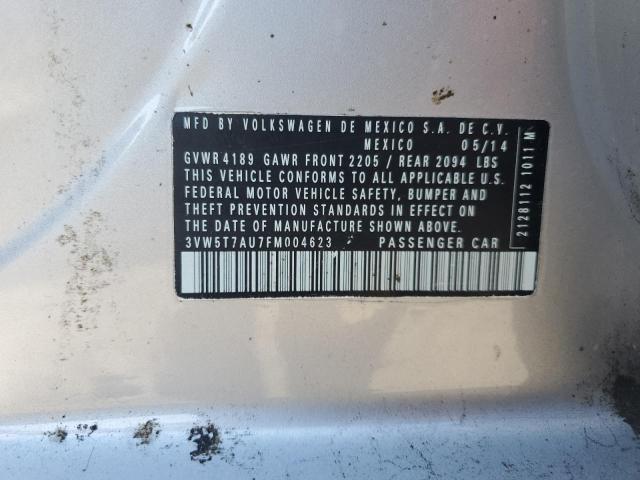 MFD BY VOLKSWAGEN DE MEXICO S.A. DE C.V.
MEXICO 05/14
GVWR 4189 GAWR FRONT 2205 / REAR 2094 LBS
THIS VEHICLE CONFORMS TO ALL APPLICABLE U.S.
FEDERAL MOTOR VEHICLE SAFETY, BUMPER AND
THEFT PREVENTION STANDARDS IN EFFECT ON
THE DATE OF MANUFACTURE SHOWN ABOVE.
3VW5T7AU7FM004623 PASSENGER CAR
2128112 1011 M